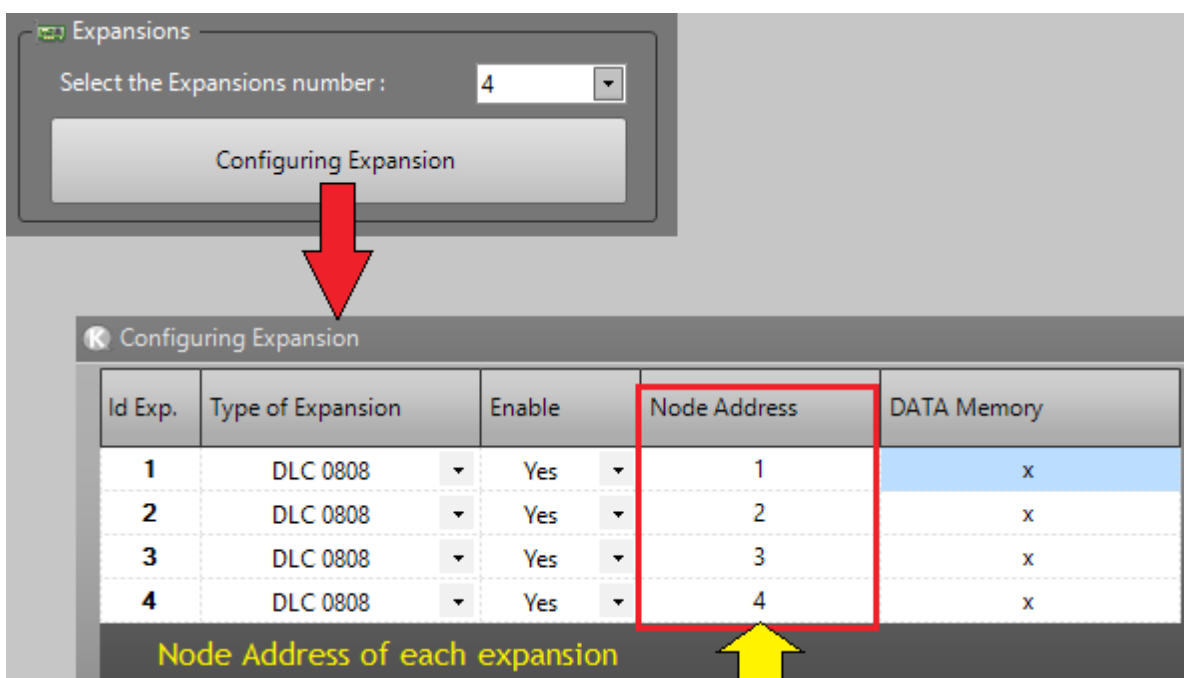 Expansions
Select the Expansions number : 4
Configuring Expansion
K Configuring Expansion
Id Exp. Type of Expansion Enable Node Address DATA Memory
1 DLC 0808 Yes 1 x
2 DLC 0808 Yes 2 x
3 DLC 0808 Yes 3 x
4 DLC 0808 Yes 4 x
Node Address of each expansion